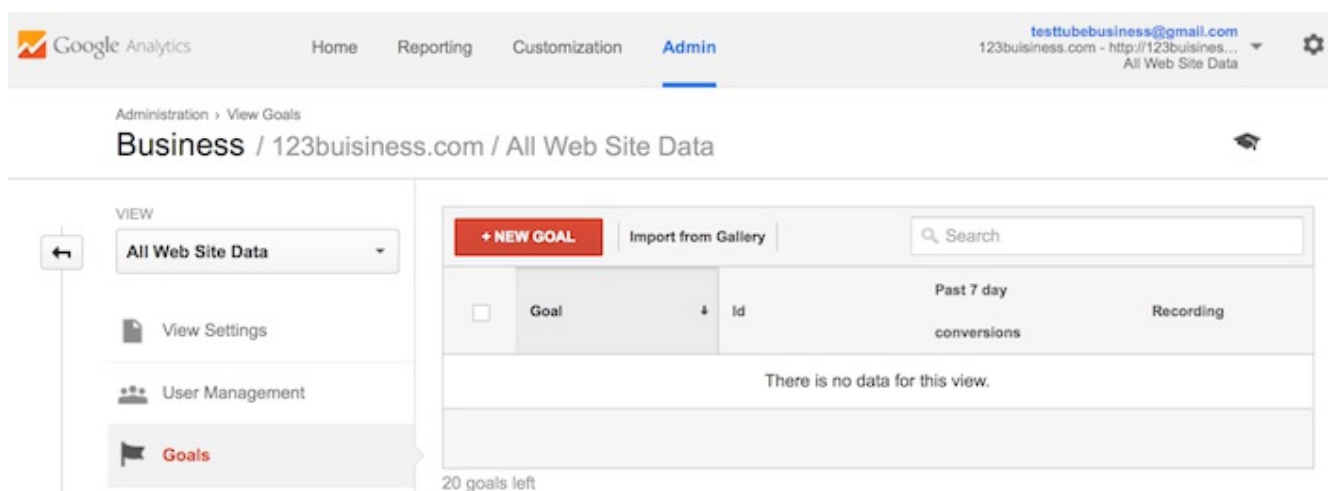 Google Analytics Home Reporting Customization Admin
testtubebusiness@gmail.com
123buisiness.com - http://123buisines...
All Web Site Data
Administration › View Goals
Business / 123buisiness.com / All Web Site Data
VIEW
All Web Site Data
View Settings
User Management
Goals
+ NEW GOAL Import from Gallery Search
Goal Id Past 7 day conversions Recording
There is no data for this view.
20 goals left